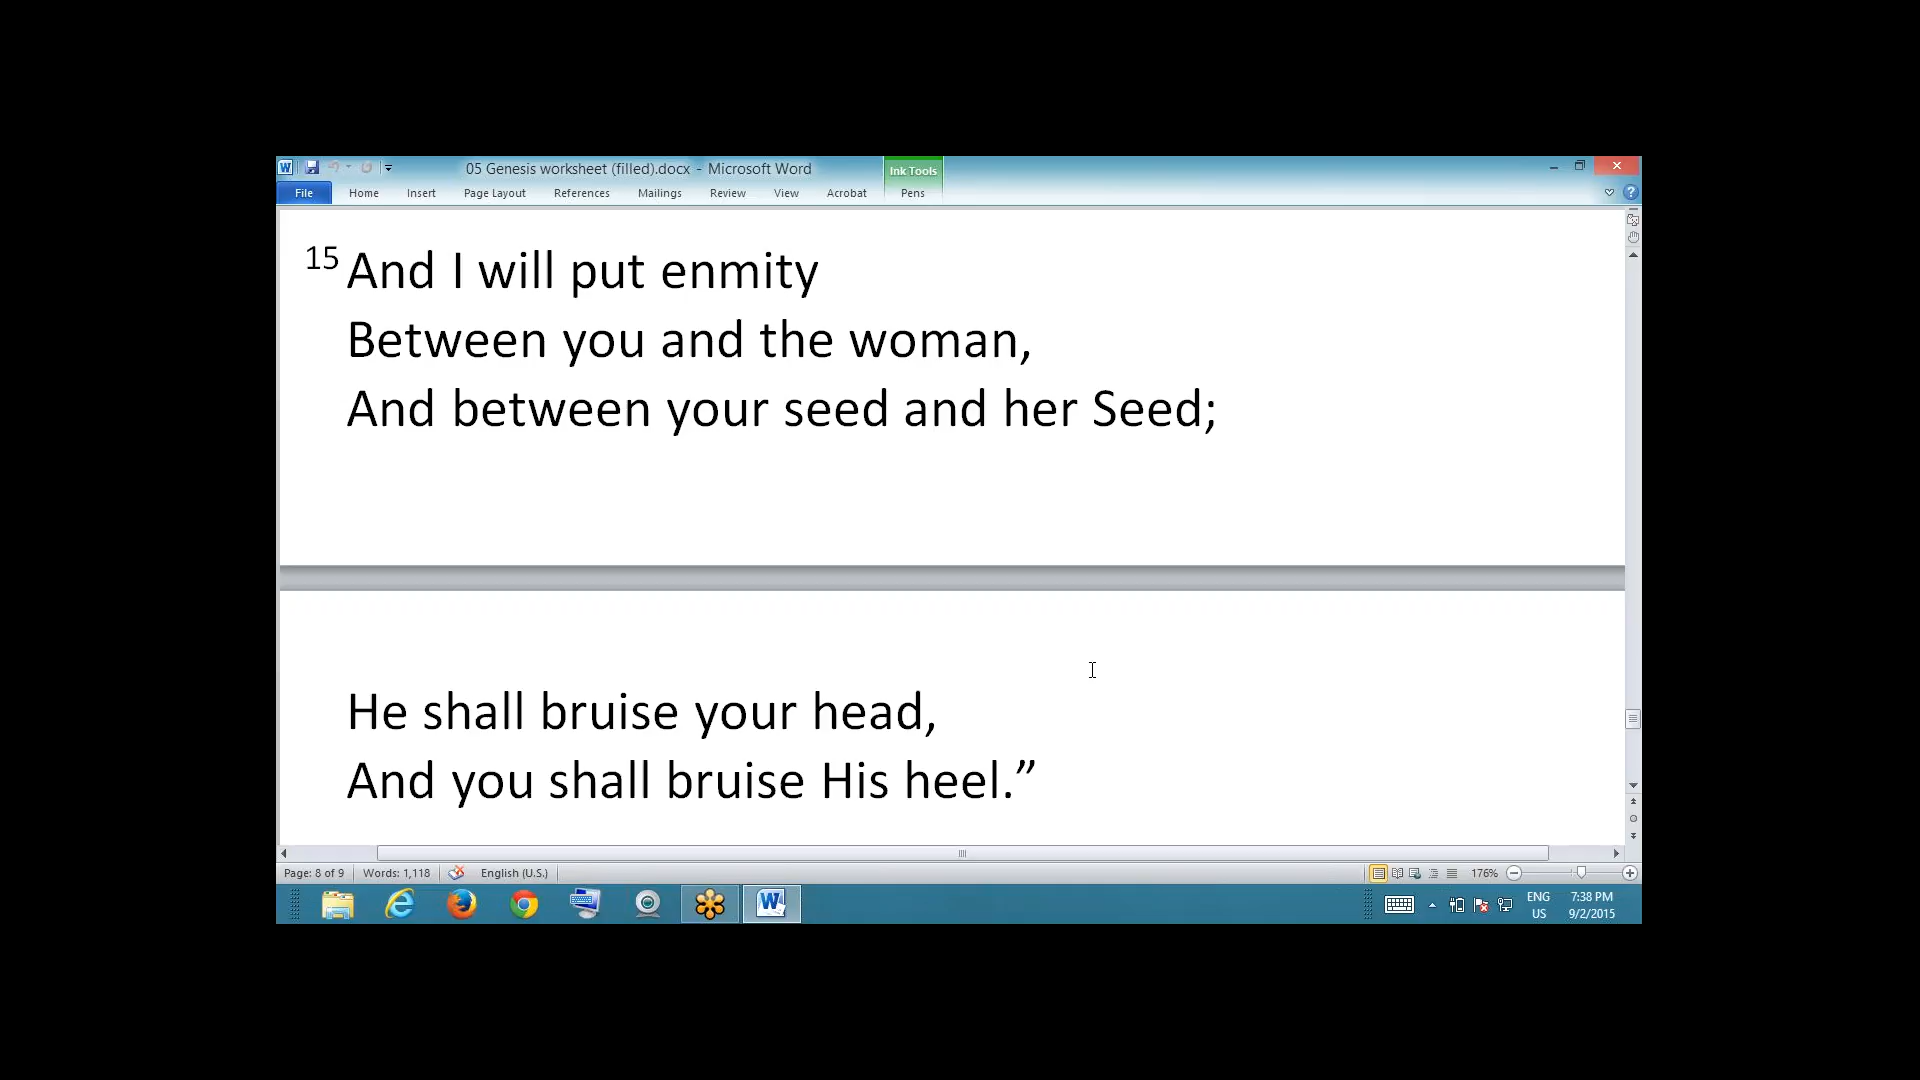 05 Genesis worksheet (filled).docx - Microsoft Word
Ink Tools
File Home Insert Page Layout References Mailings Review View Acrobat Pens
15 And I will put enmity
Between you and the woman,
And between your seed and her Seed;
He shall bruise your head,
And you shall bruise His heel.”
Page: 8 of 9 Words: 1,118 English (U.S.) 176%
ENG 7:38 PM
US 9/2/2015